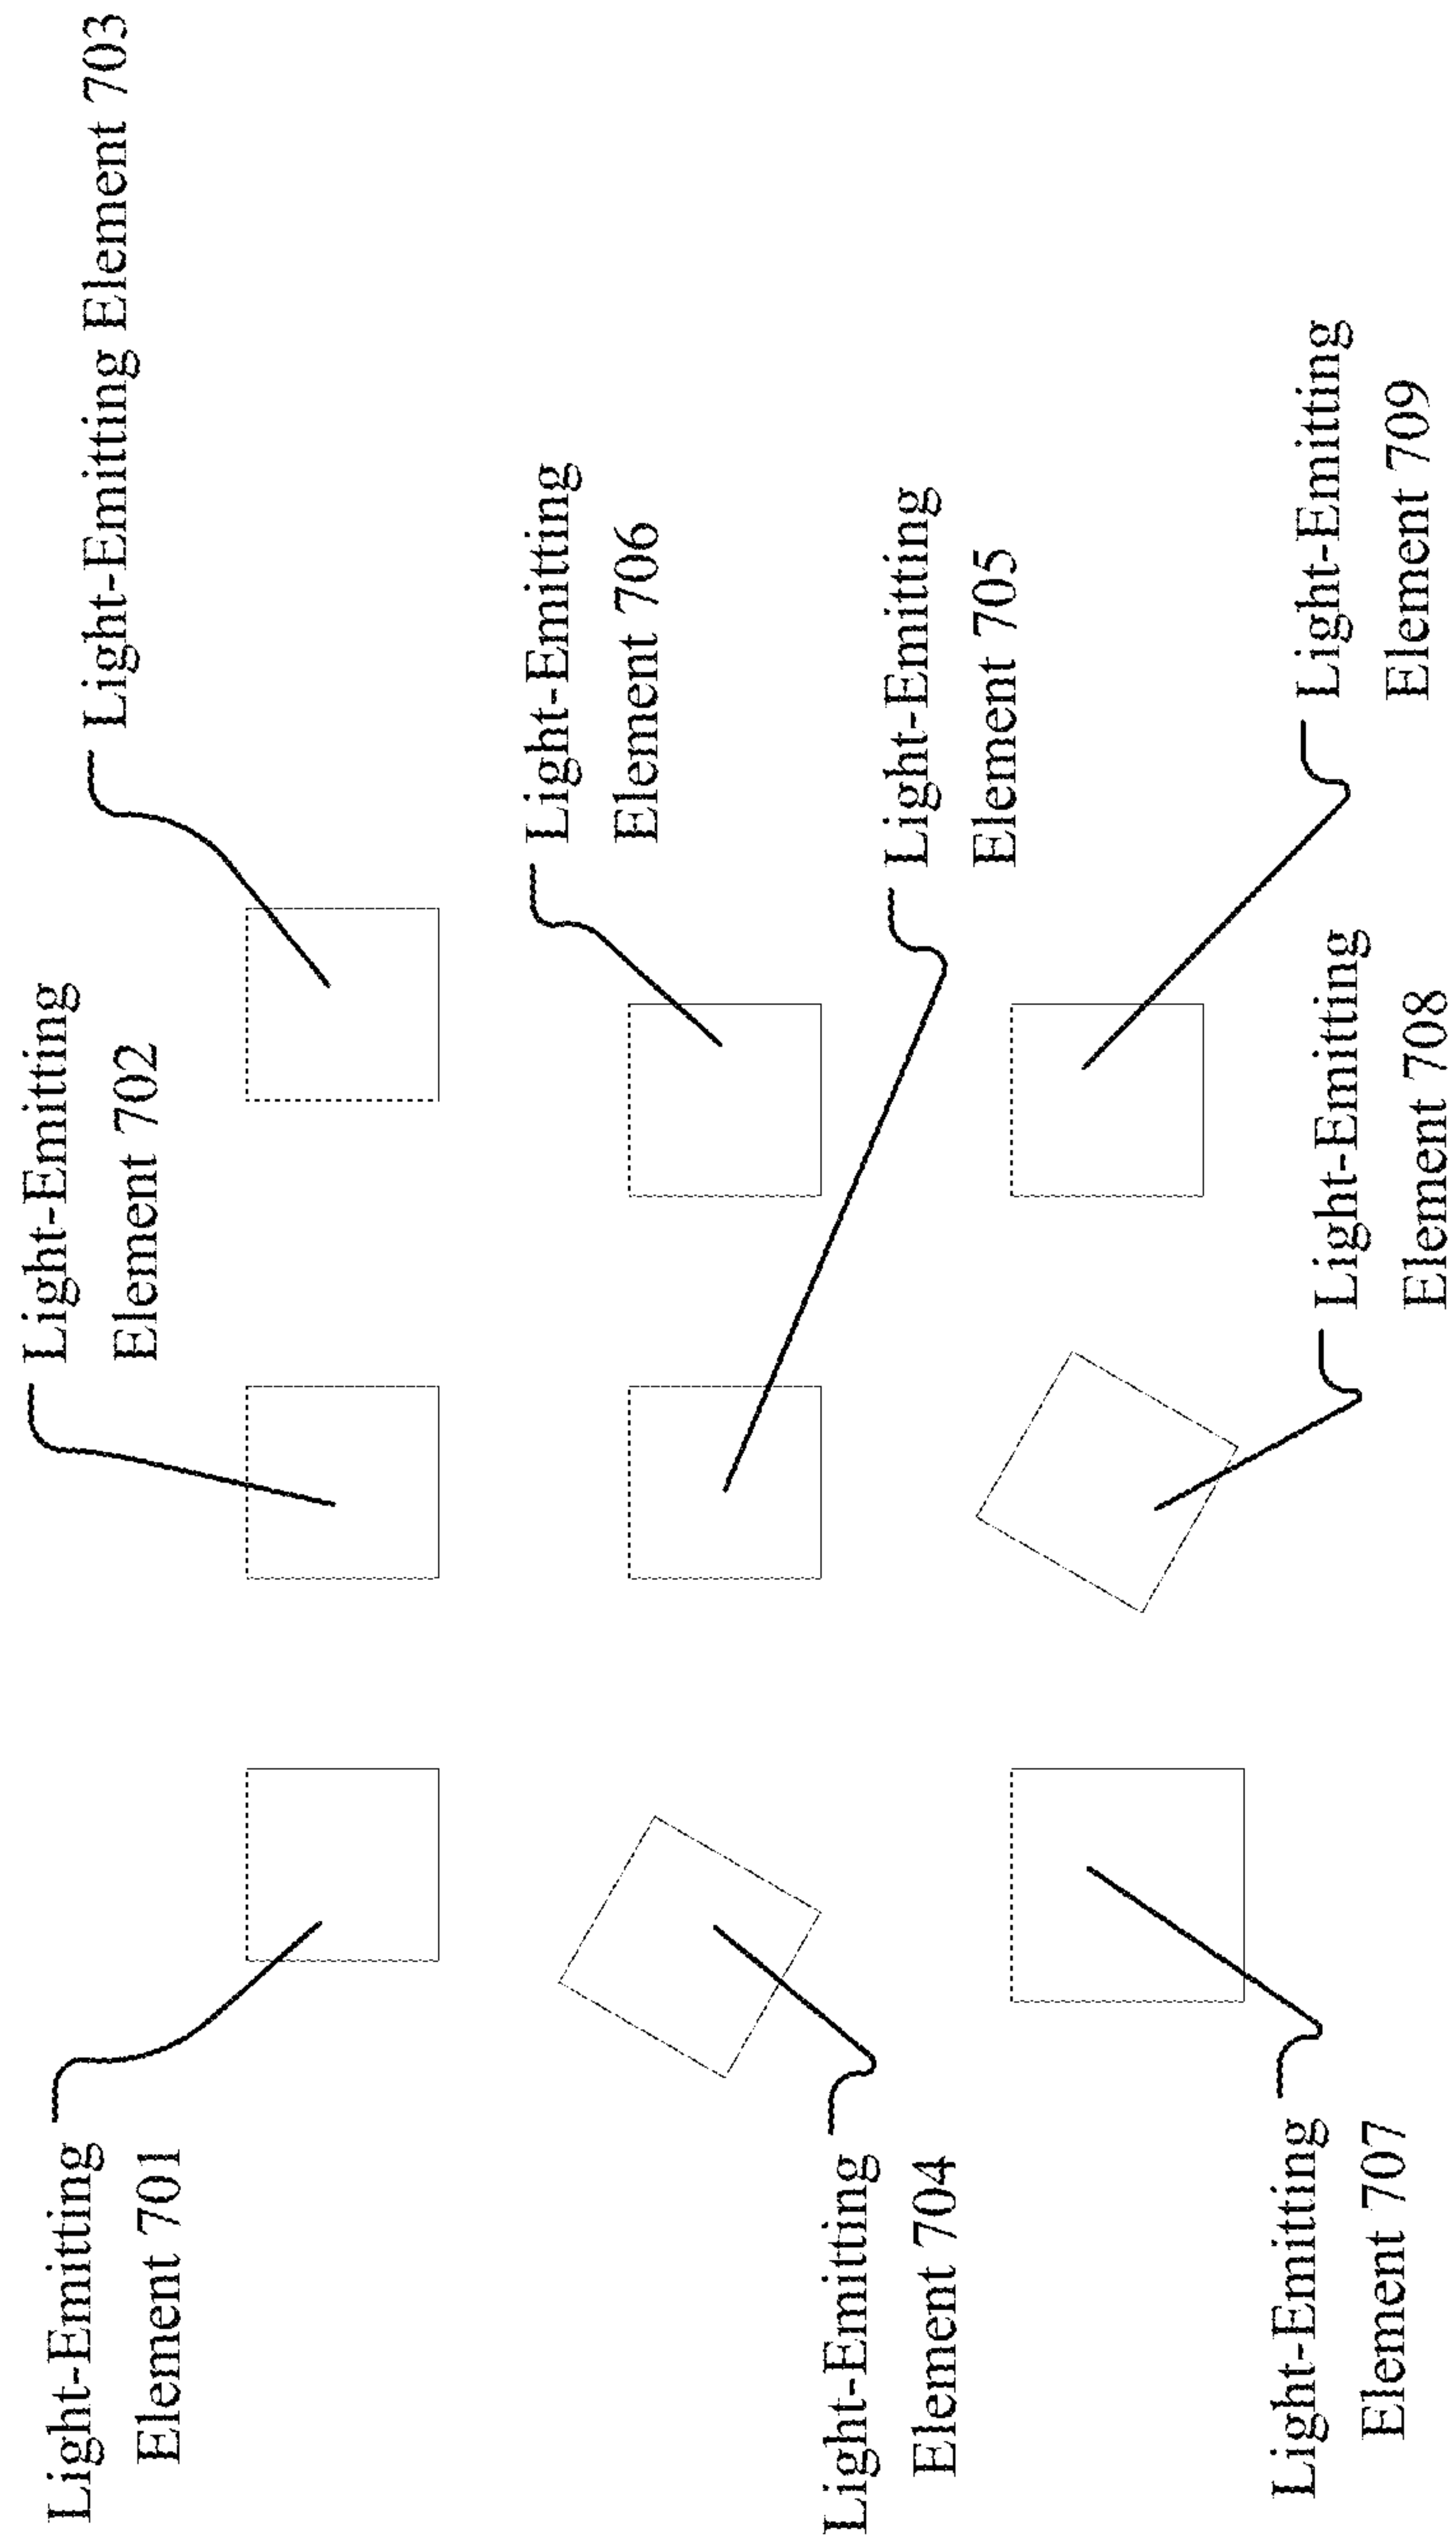 Light-Emitting
Element 701
Light-Emitting
Element 702
Light-Emitting Element 703
Light-Emitting
Element 704
Light-Emitting
Element 705
Light-Emitting
Element 706
Light-Emitting
Element 707
Light-Emitting
Element 708
Light-Emitting
Element 709